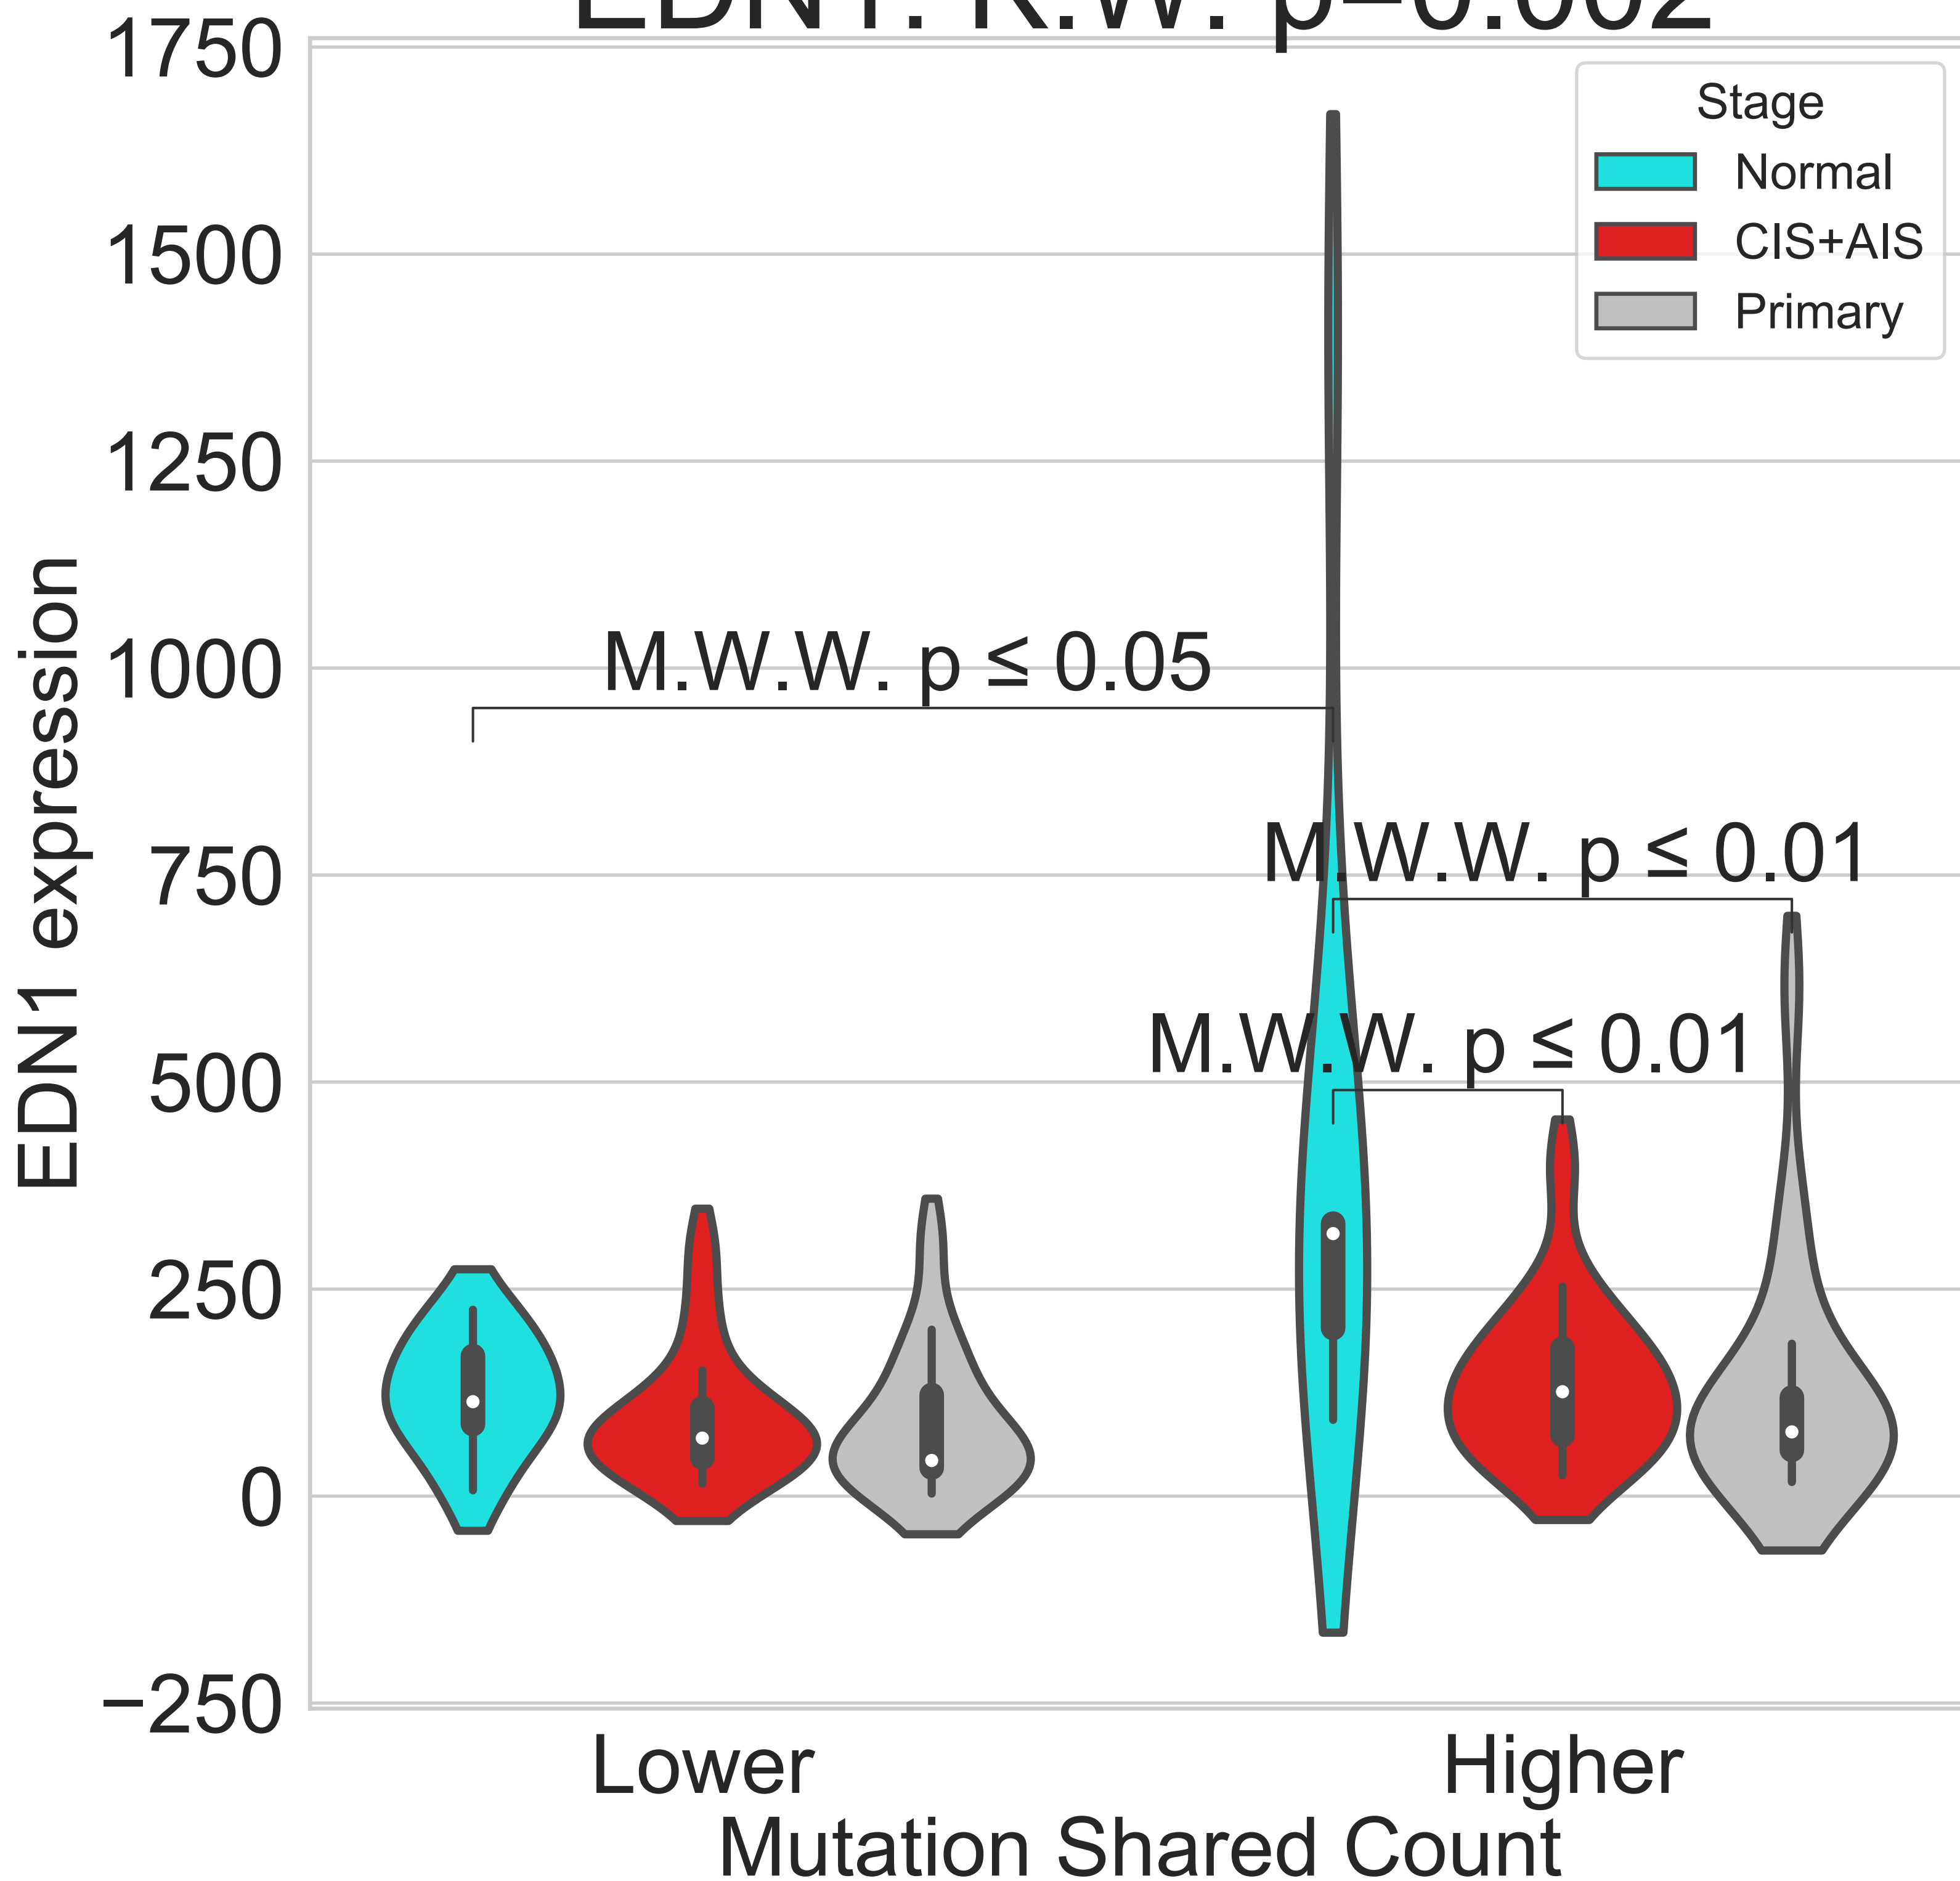 EDN1: K.W.
1750
1500
1250
1000
750
500
250
0
−250
EDN1 expression
Stage
Normal
CIS+AIS
Primary
M.W.W. p ≤ 0.05
M.W.W. p ≤ 0.01
M.W.W. p ≤ 0.01
Lower
Higher
Mutation Shared Count